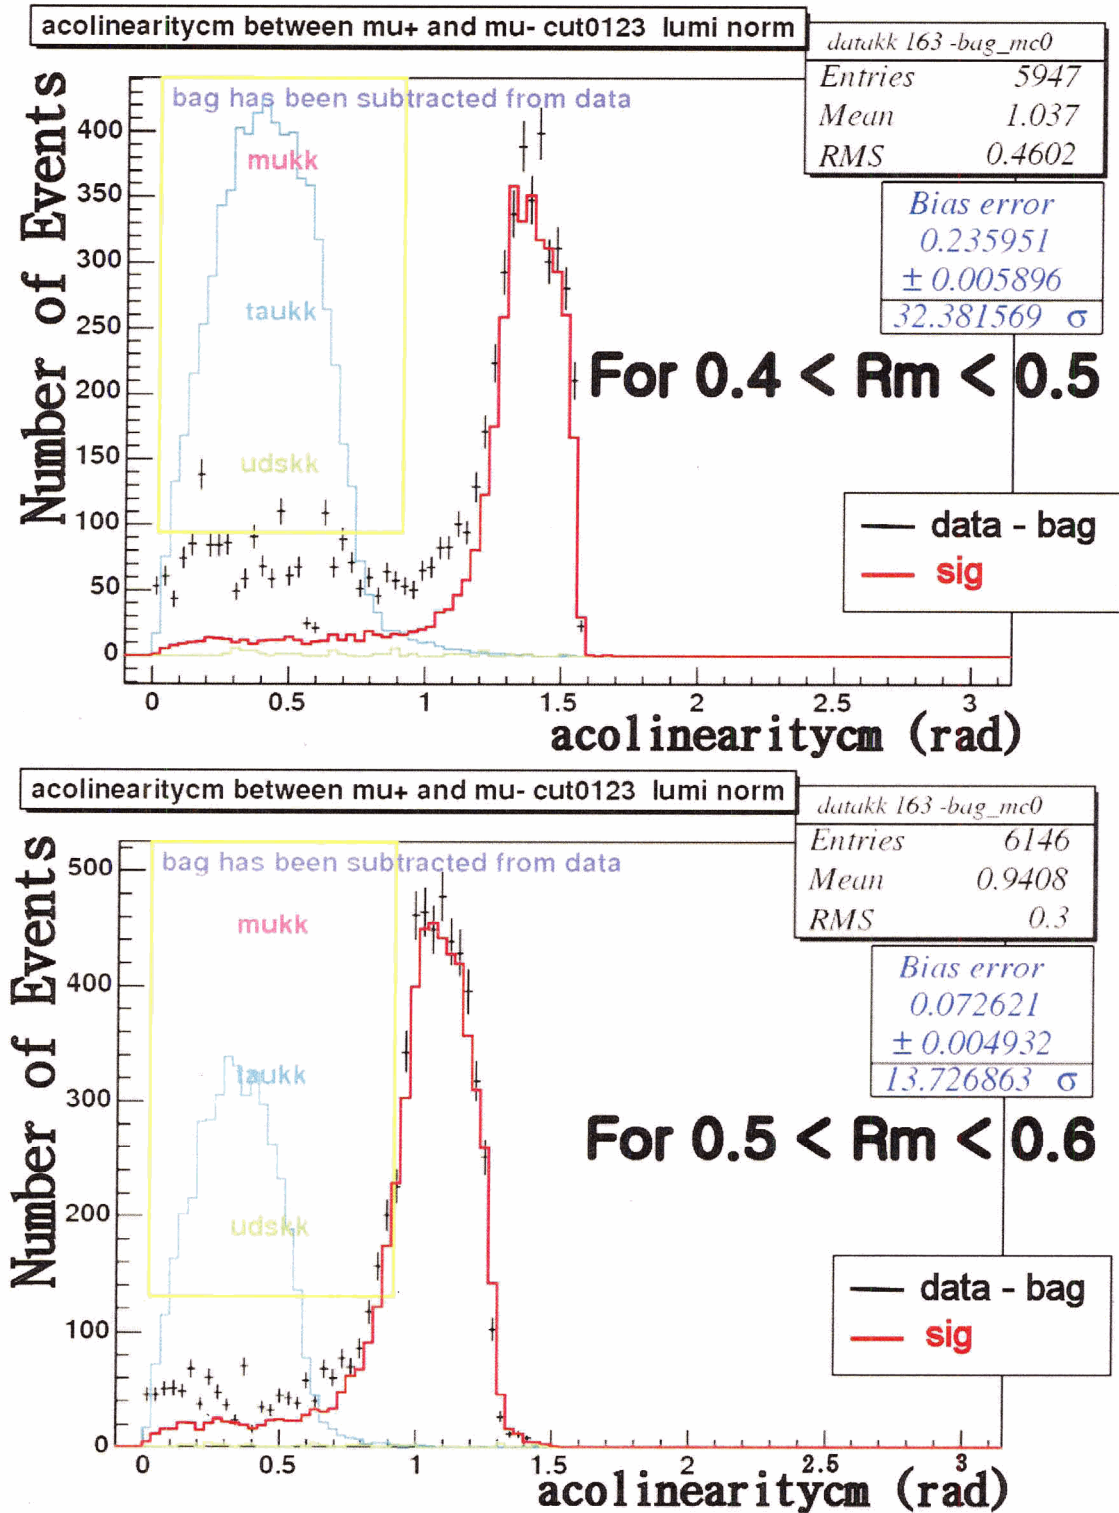 acolinearitycm between mu+ and mu- cut0123 lumi norm
datakk 163 -bag_mc0
Entries 5947
Mean 1.037
RMS 0.4602
bag has been subtracted from data
mukk
taukk
udskk
Bias error
0.235951
± 0.005896
32.381569 σ
For 0.4 < Rm < 0.5
data - bag
sig
Number of Events
400
350
300
250
200
150
100
50
0
0 0.5 1 1.5 2 2.5 3
acolinearitycm (rad)
acolinearitycm between mu+ and mu- cut0123 lumi norm
datakk 163 -bag_mc0
Entries 6146
Mean 0.9408
RMS 0.3
bag has been subtracted from data
mukk
taukk
udskk
Bias error
0.072621
± 0.004932
13.726863 σ
For 0.5 < Rm < 0.6
data - bag
sig
Number of Events
500
400
300
200
100
0
0 0.5 1 1.5 2 2.5 3
acolinearitycm (rad)